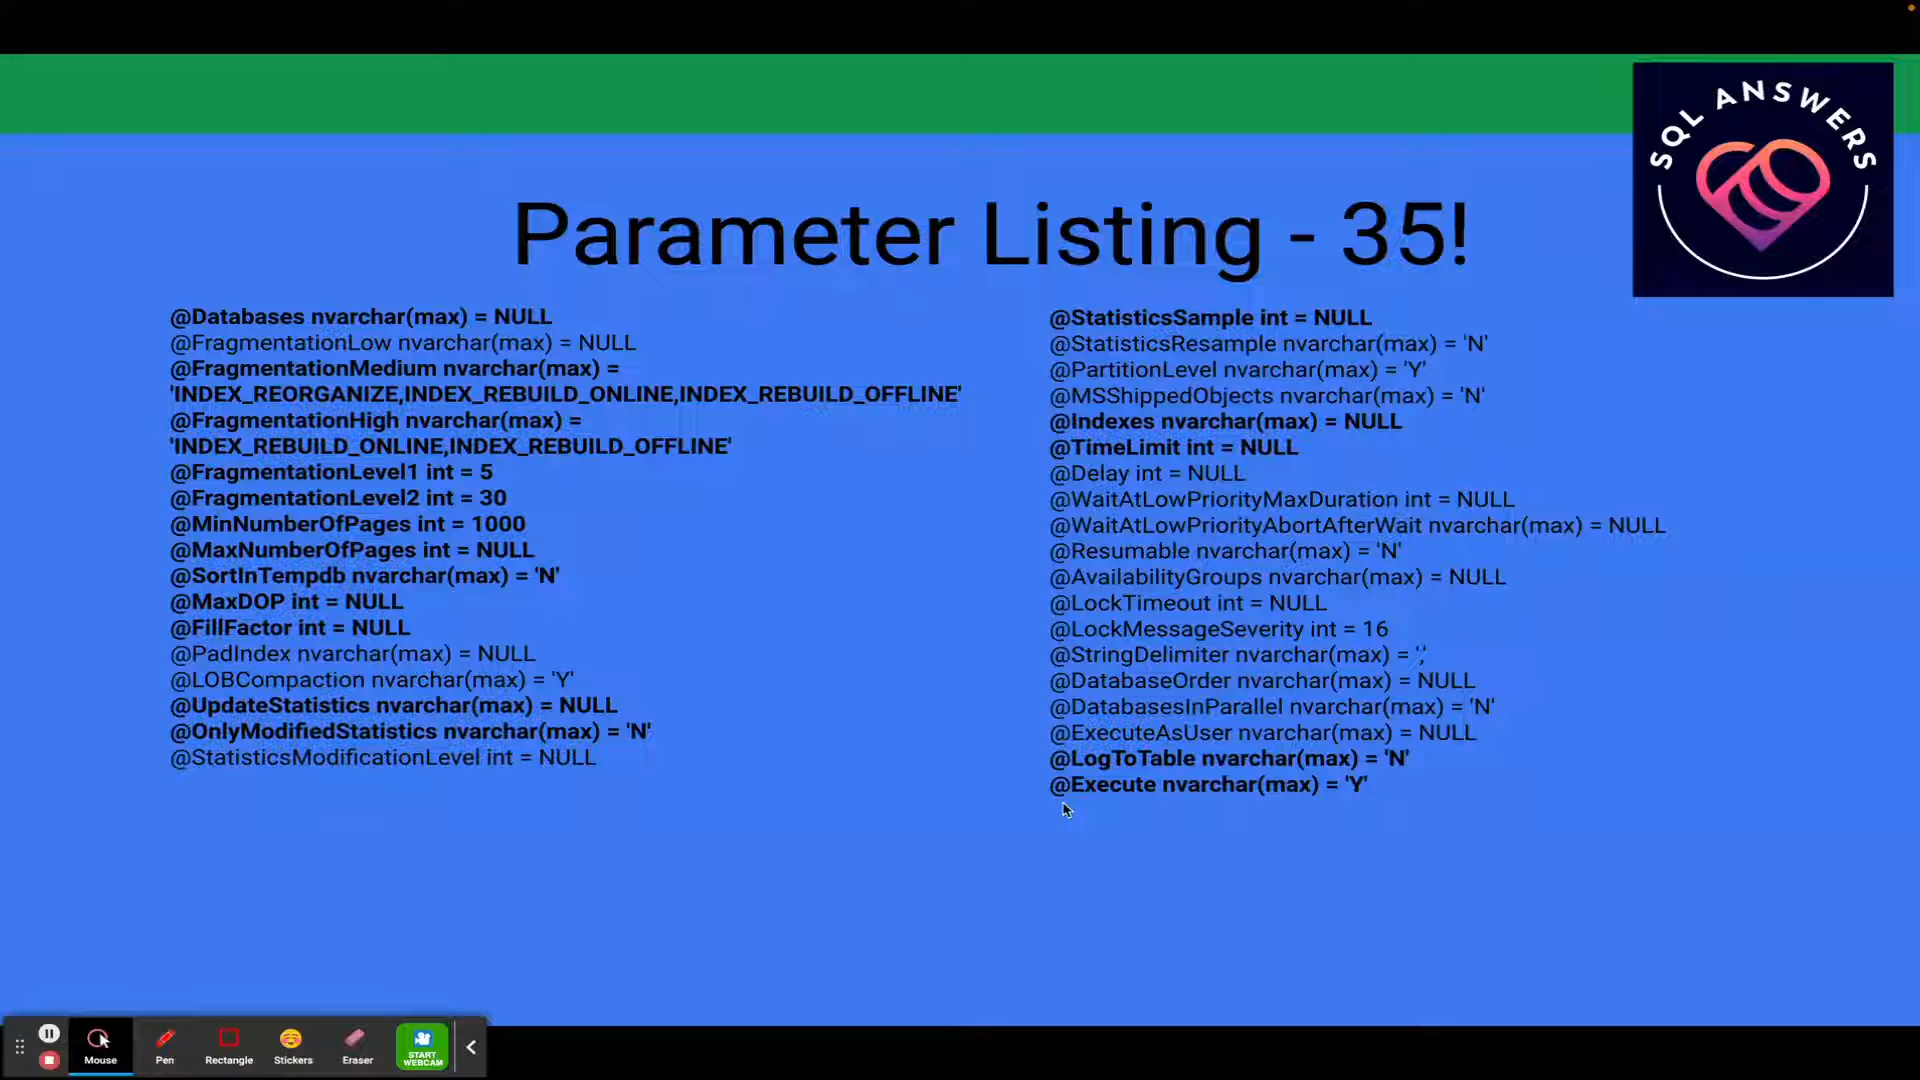 SQL ANSWERS
Parameter Listing - 35!
@Databases nvarchar(max) = NULL
@FragmentationLow nvarchar(max) = NULL
@FragmentationMedium nvarchar(max) =
'INDEX_REORGANIZE,INDEX_REBUILD_ONLINE,INDEX_REBUILD_OFFLINE'
@FragmentationHigh nvarchar(max) =
'INDEX_REBUILD_ONLINE,INDEX_REBUILD_OFFLINE'
@FragmentationLevel1 int = 5
@FragmentationLevel2 int = 30
@MinNumberOfPages int = 1000
@MaxNumberOfPages int = NULL
@SortInTempdb nvarchar(max) = 'N'
@MaxDOP int = NULL
@FillFactor int = NULL
@PadIndex nvarchar(max) = NULL
@LOBCompaction nvarchar(max) = 'Y'
@UpdateStatistics nvarchar(max) = NULL
@OnlyModifiedStatistics nvarchar(max) = 'N'
@StatisticsModificationLevel int = NULL
@StatisticsSample int = NULL
@StatisticsResample nvarchar(max) = 'N'
@PartitionLevel nvarchar(max) = 'Y'
@MSShippedObjects nvarchar(max) = 'N'
@Indexes nvarchar(max) = NULL
@TimeLimit int = NULL
@Delay int = NULL
@WaitAtLowPriorityMaxDuration int = NULL
@WaitAtLowPriorityAbortAfterWait nvarchar(max) = NULL
@Resumable nvarchar(max) = 'N'
@AvailabilityGroups nvarchar(max) = NULL
@LockTimeout int = NULL
@LockMessageSeverity int = 16
@StringDelimiter nvarchar(max) = ','
@DatabaseOrder nvarchar(max) = NULL
@DatabasesInParallel nvarchar(max) = 'N'
@ExecuteAsUser nvarchar(max) = NULL
@LogToTable nvarchar(max) = 'N'
@Execute nvarchar(max) = 'Y'
Mouse
Pen
Rectangle
Stickers
Eraser
START
WEBCAM